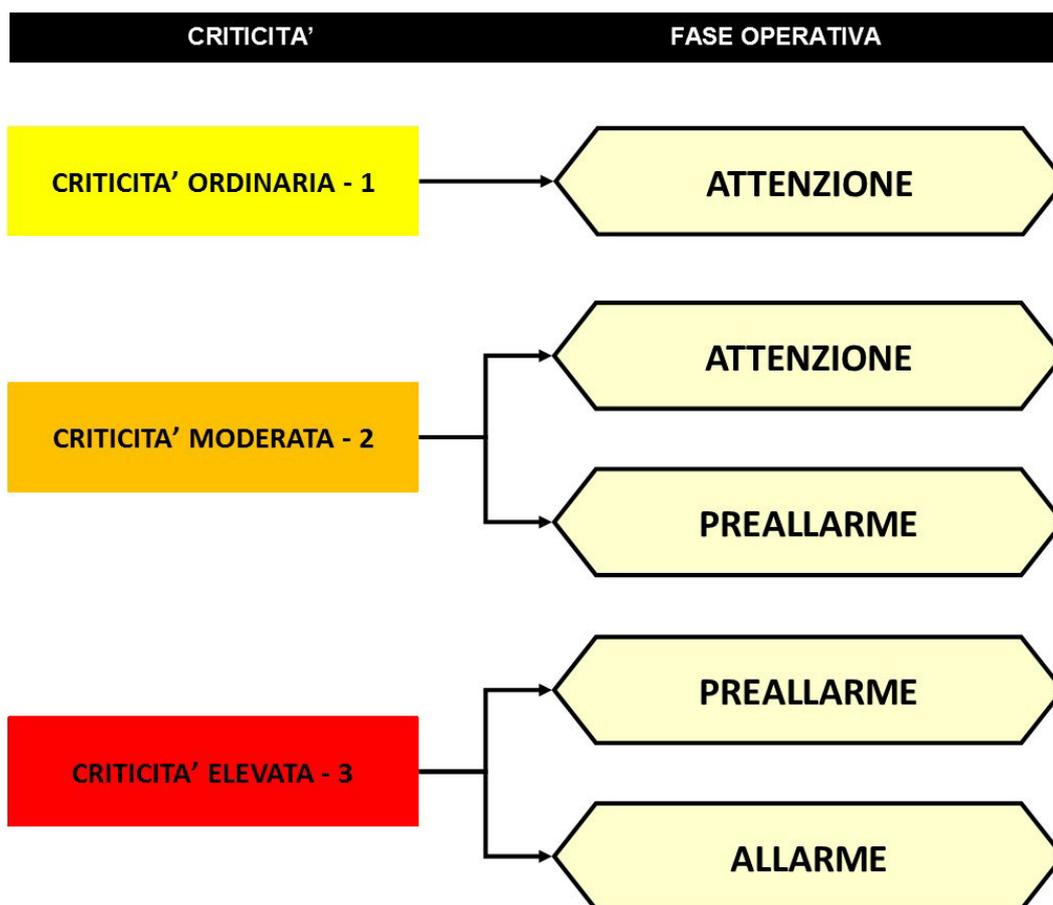 CRITICITA’ FASE OPERATIVA
CRITICITA’ ORDINARIA - 1
ATTENZIONE
CRITICITA’ MODERATA - 2
ATTENZIONE
PREALLARME
CRITICITA’ ELEVATA - 3
PREALLARME
ALLARME